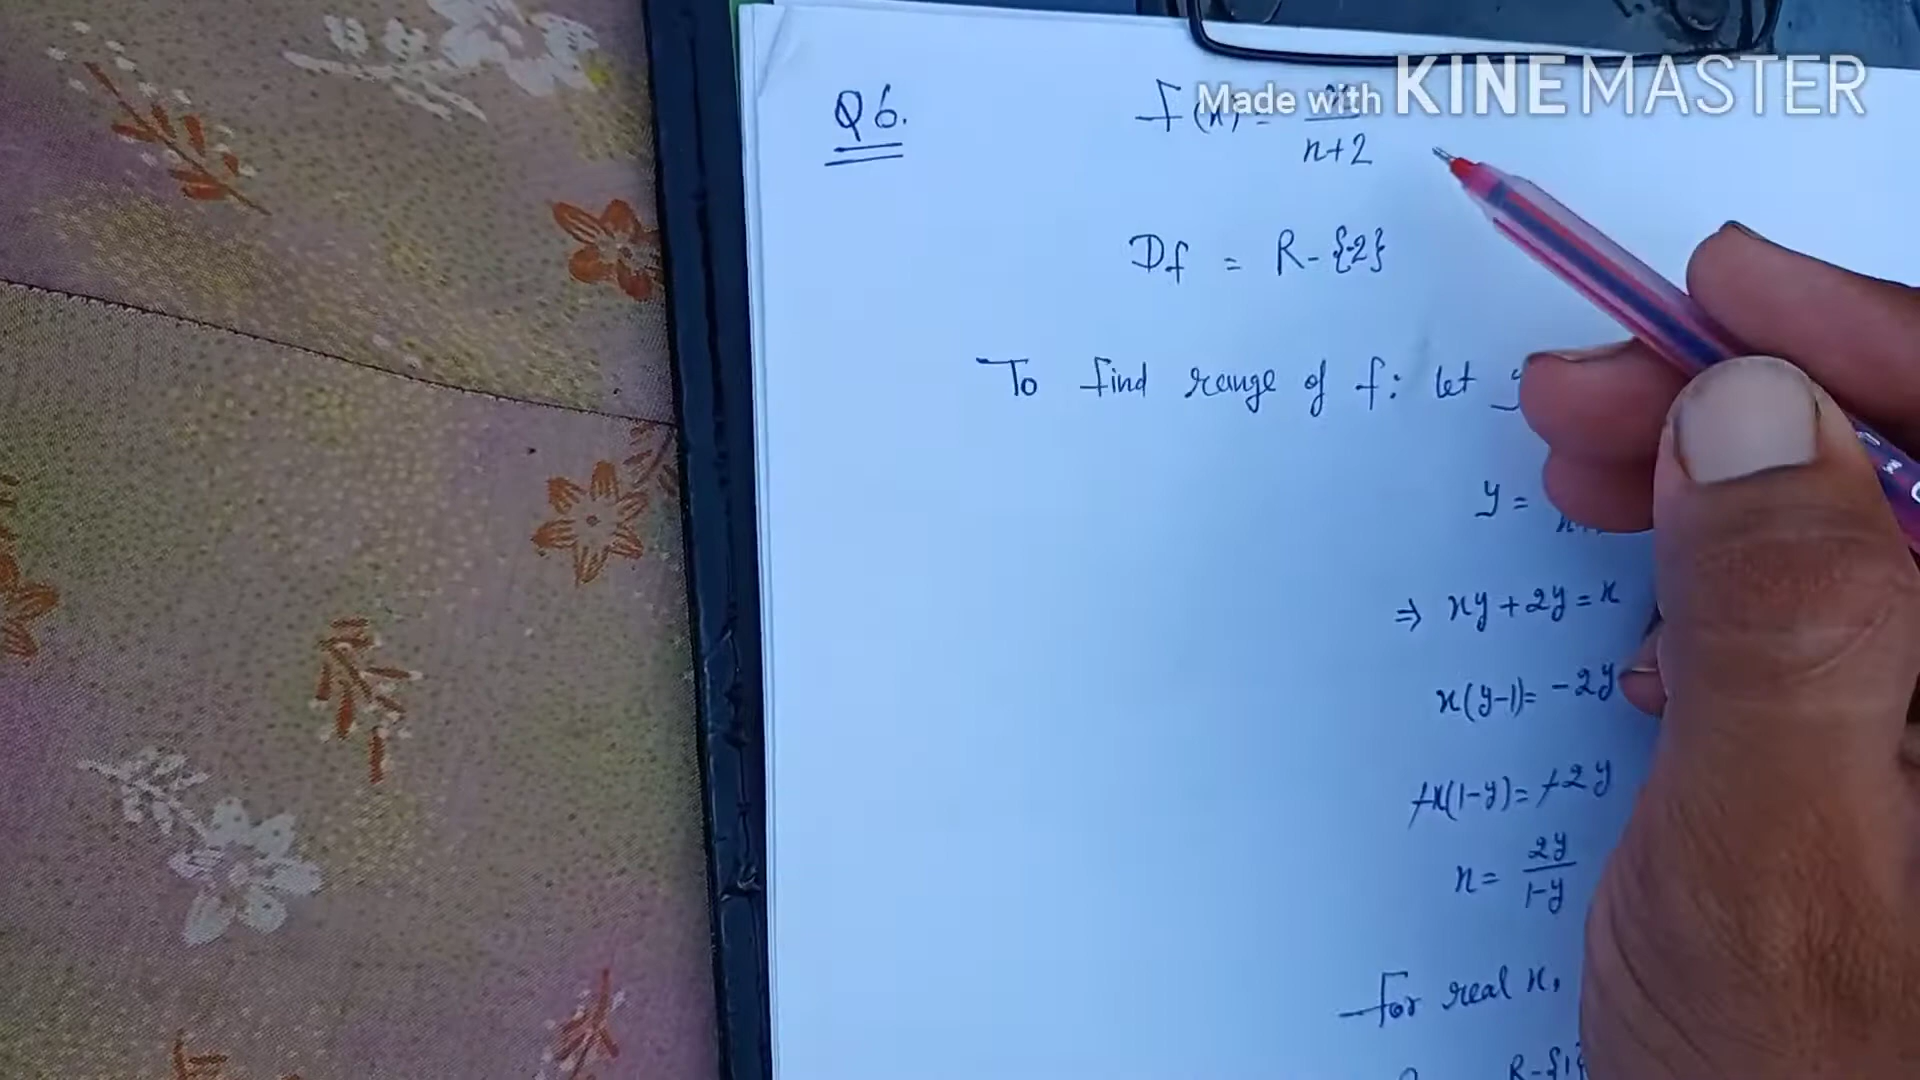 Made with KINEMASTER
Q6. f(x) = x/x+2
Df = R-{-2}
To find range of f: let y
y =
⇒ xy + 2y = x
x(y-1) = -2y
-x(1-y) = -2y
x = 2y/1-y
for real x,
R-{1}